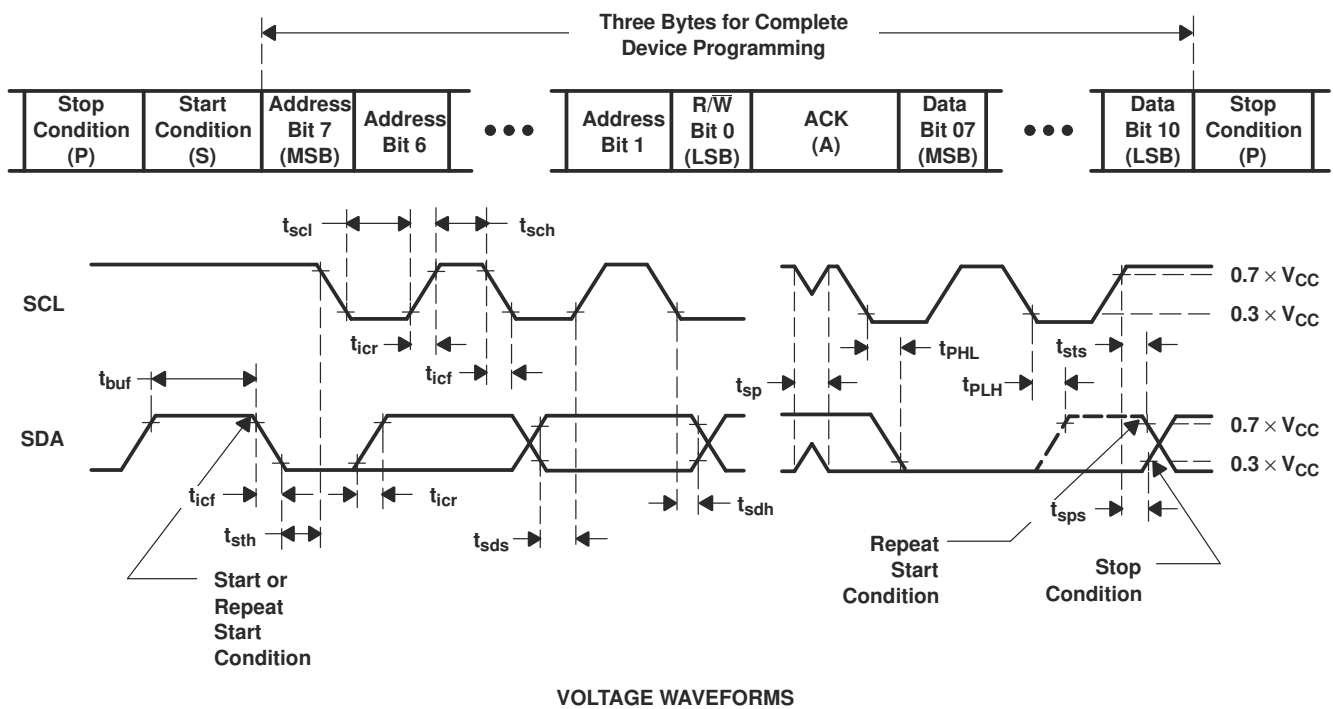 Three Bytes for Complete
Device Programming
Stop
Condition
(P)
Start
Condition
(S)
Address
Bit 7
(MSB)
Address
Bit 6
•••
Address
Bit 1
R/W̅
Bit 0
(LSB)
ACK
(A)
Data
Bit 07
(MSB)
•••
Data
Bit 10
(LSB)
Stop
Condition
(P)
tscl
tsch
SCL
0.7 × VCC
0.3 × VCC
ticr
ticf
tbuf
tsp
tPHL
tPLH
tsts
SDA
0.7 × VCC
0.3 × VCC
ticf
ticr
tsth
tsds
tsdh
tsps
Start or
Repeat
Start
Condition
Repeat
Start
Condition
Stop
Condition
VOLTAGE WAVEFORMS